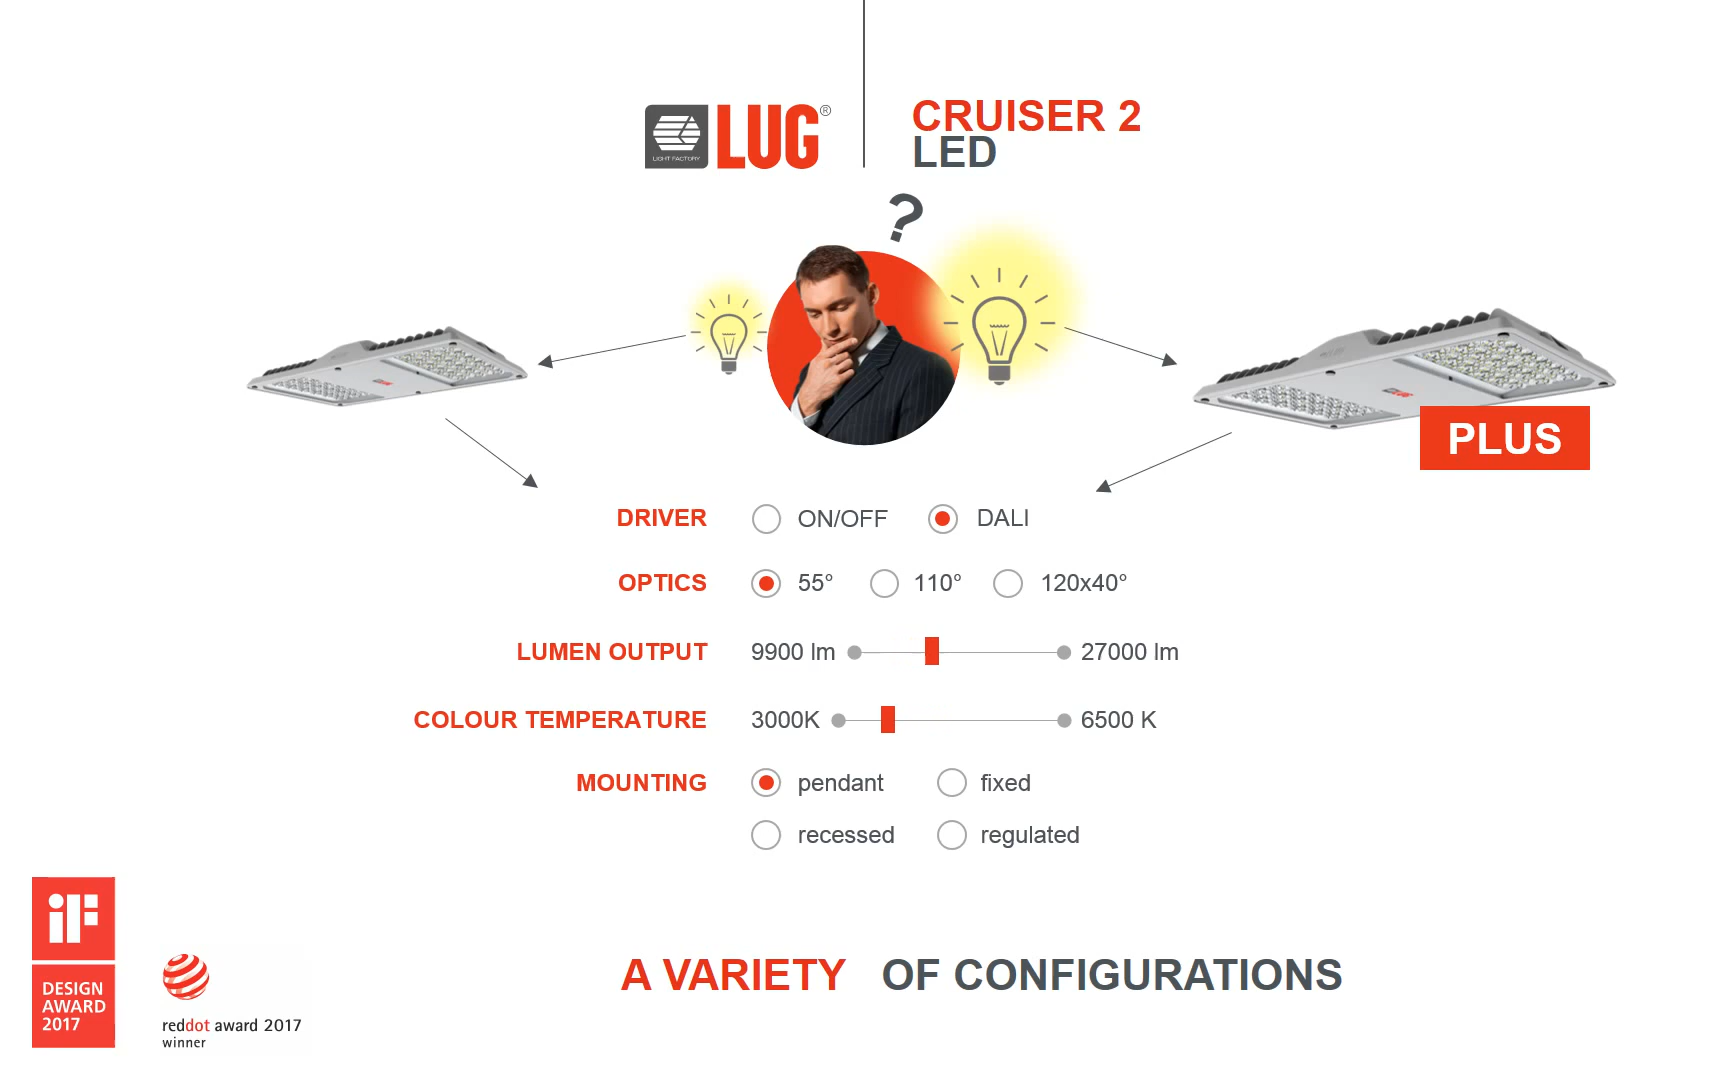 LIGHT FACTORY
LUG®
CRUISER 2
LED
?
LUG
LUG
PLUS
DRIVER ON/OFF DALI
OPTICS 55° 110° 120x40°
LUMEN OUTPUT 9900 lm 27000 lm
COLOUR TEMPERATURE 3000K 6500 K
MOUNTING pendant fixed
recessed regulated
iF
DESIGN
AWARD
2017
reddot award 2017
winner
A VARIETY OF CONFIGURATIONS